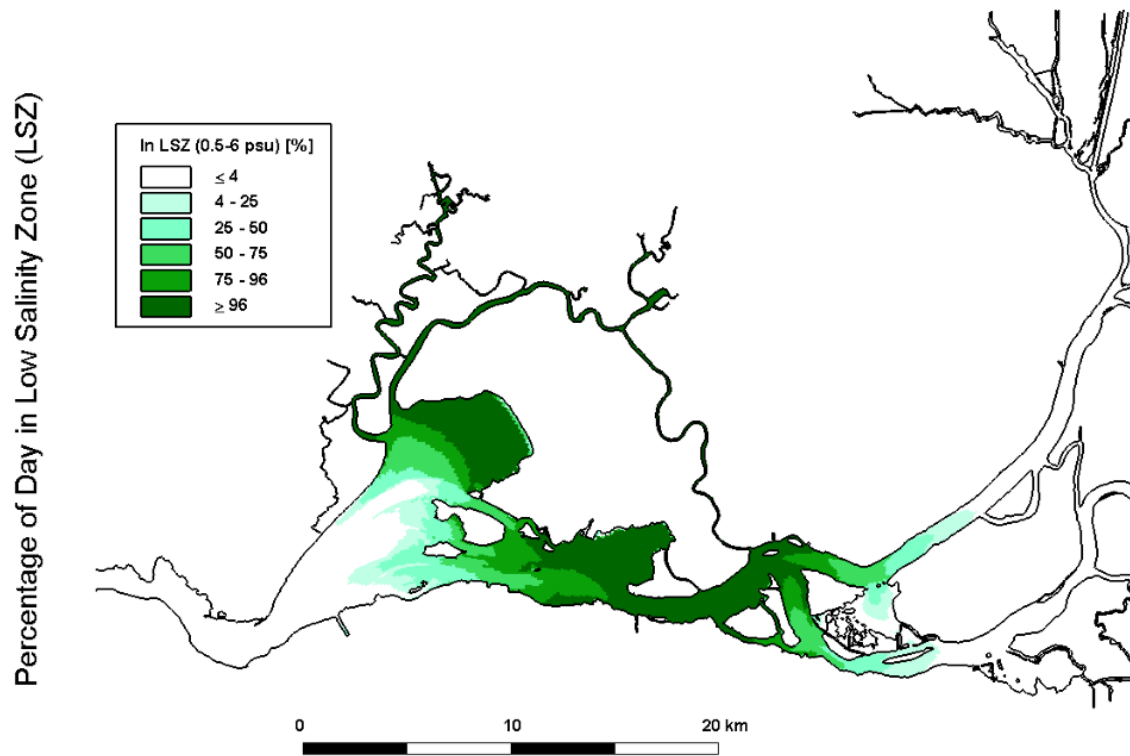 Percentage of Day in Low Salinity Zone (LSZ)
In LSZ (0.5-6 psu) [%]
≤ 4
4 - 25
25 - 50
50 - 75
75 - 96
≥ 96
0 10 20 km